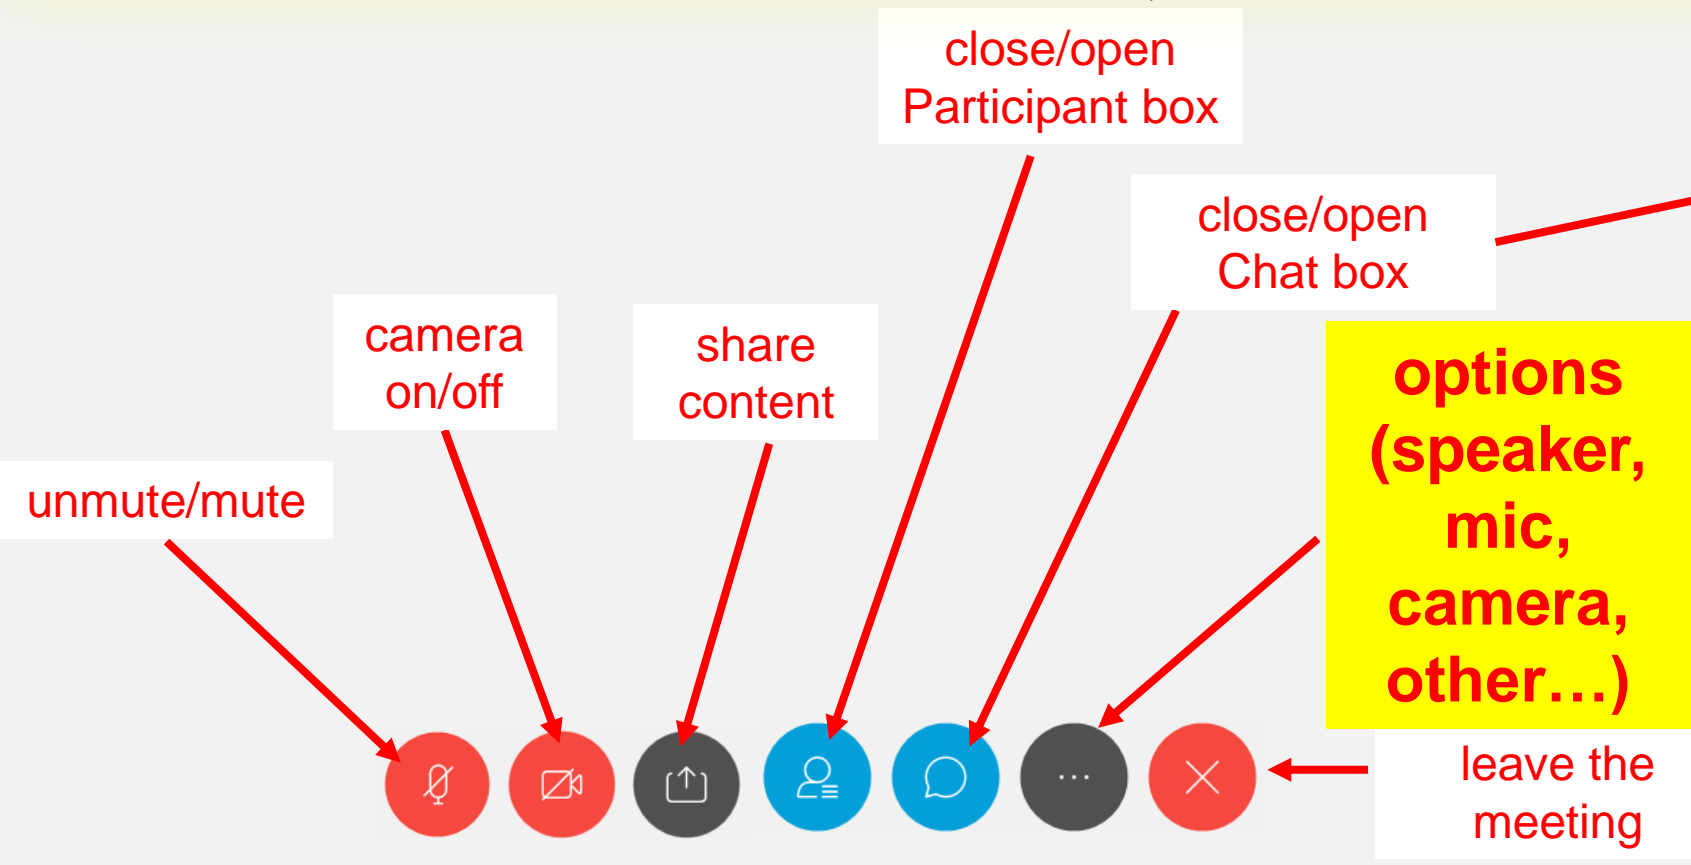 close/open
Participant box
close/open
Chat box
camera
on/off
share
content
options
(speaker,
mic,
camera,
other…)
unmute/mute
leave the
meeting